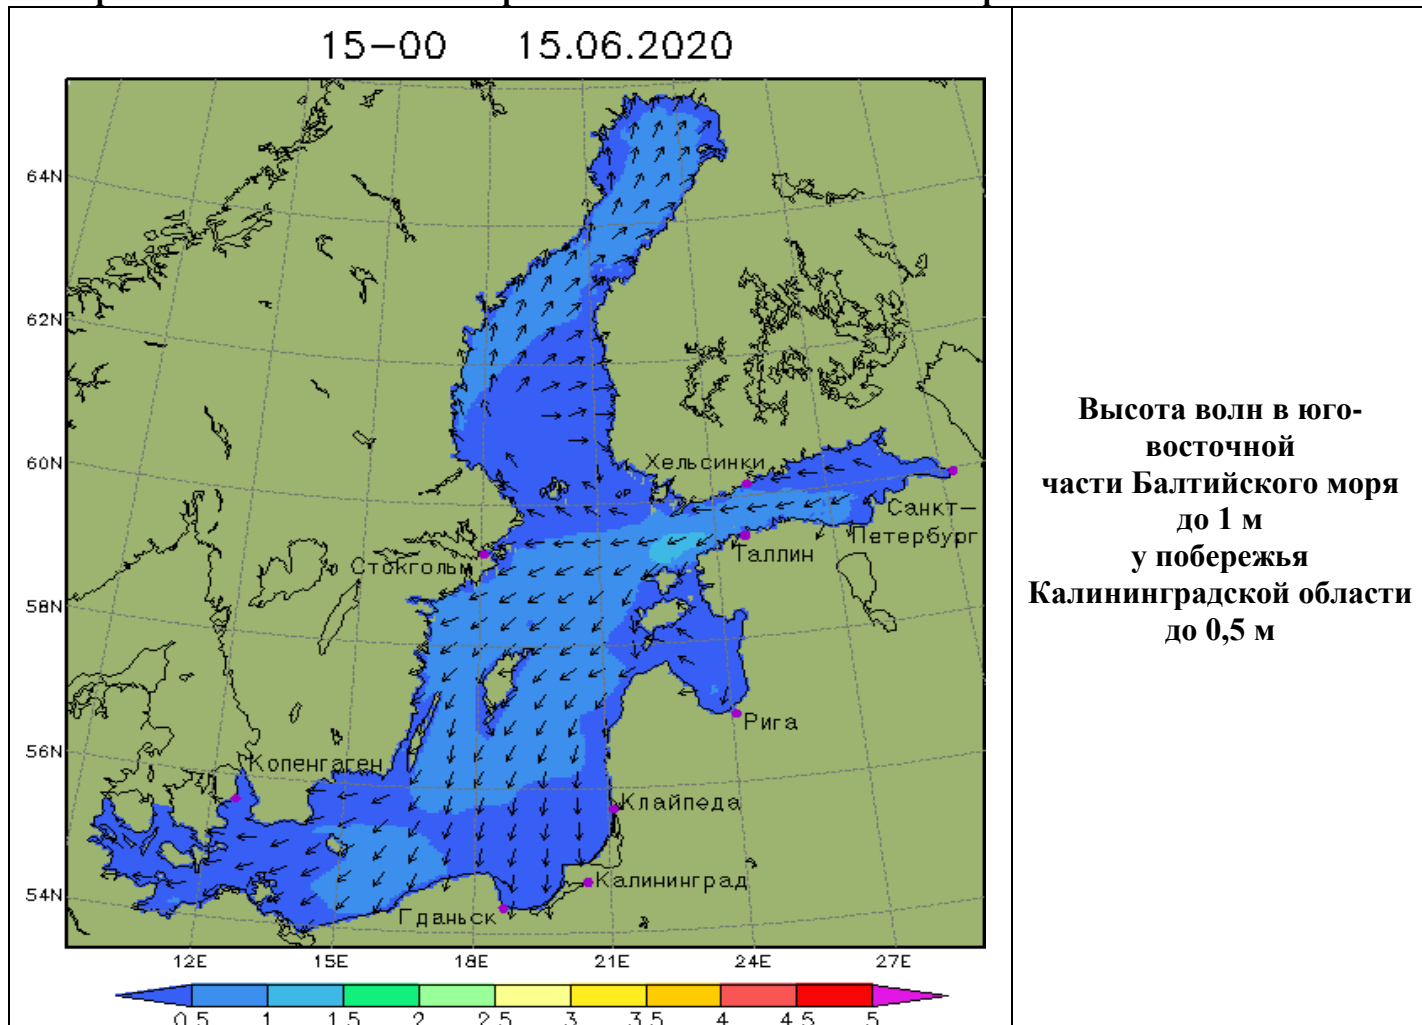 15-00 15.06.2020
64N
62N
60N
58N
56N
54N
Хельсинки
Санкт-
Петербург
Таллин
Стокгольм
Рига
Копенгаген
Клайпеда
Калининград
Гданьск
12E 15E 18E 21E 24E 27E
0.5 1 1.5 2 2.5 3 3.5 4 4.5 5
Высота волн в юго-
восточной
части Балтийского моря
до 1 м
у побережья
Калининградской области
до 0,5 м